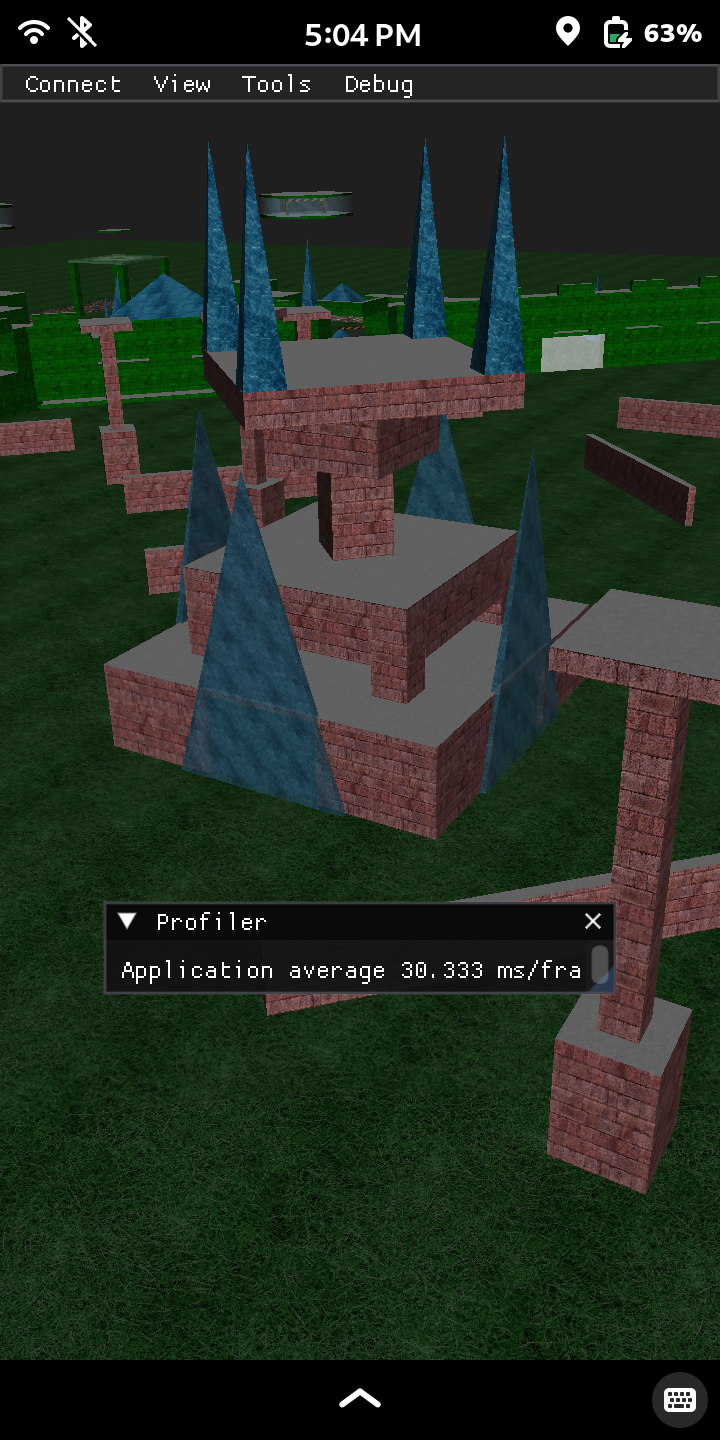 5:04 PM 63%
Connect View Tools Debug
Profiler
Application average 30.333 ms/fra